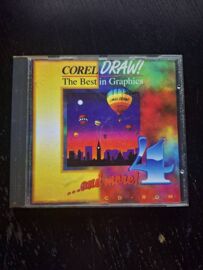 COREL DRAW!
The Best in Graphics
...and more!
4
CD-ROM